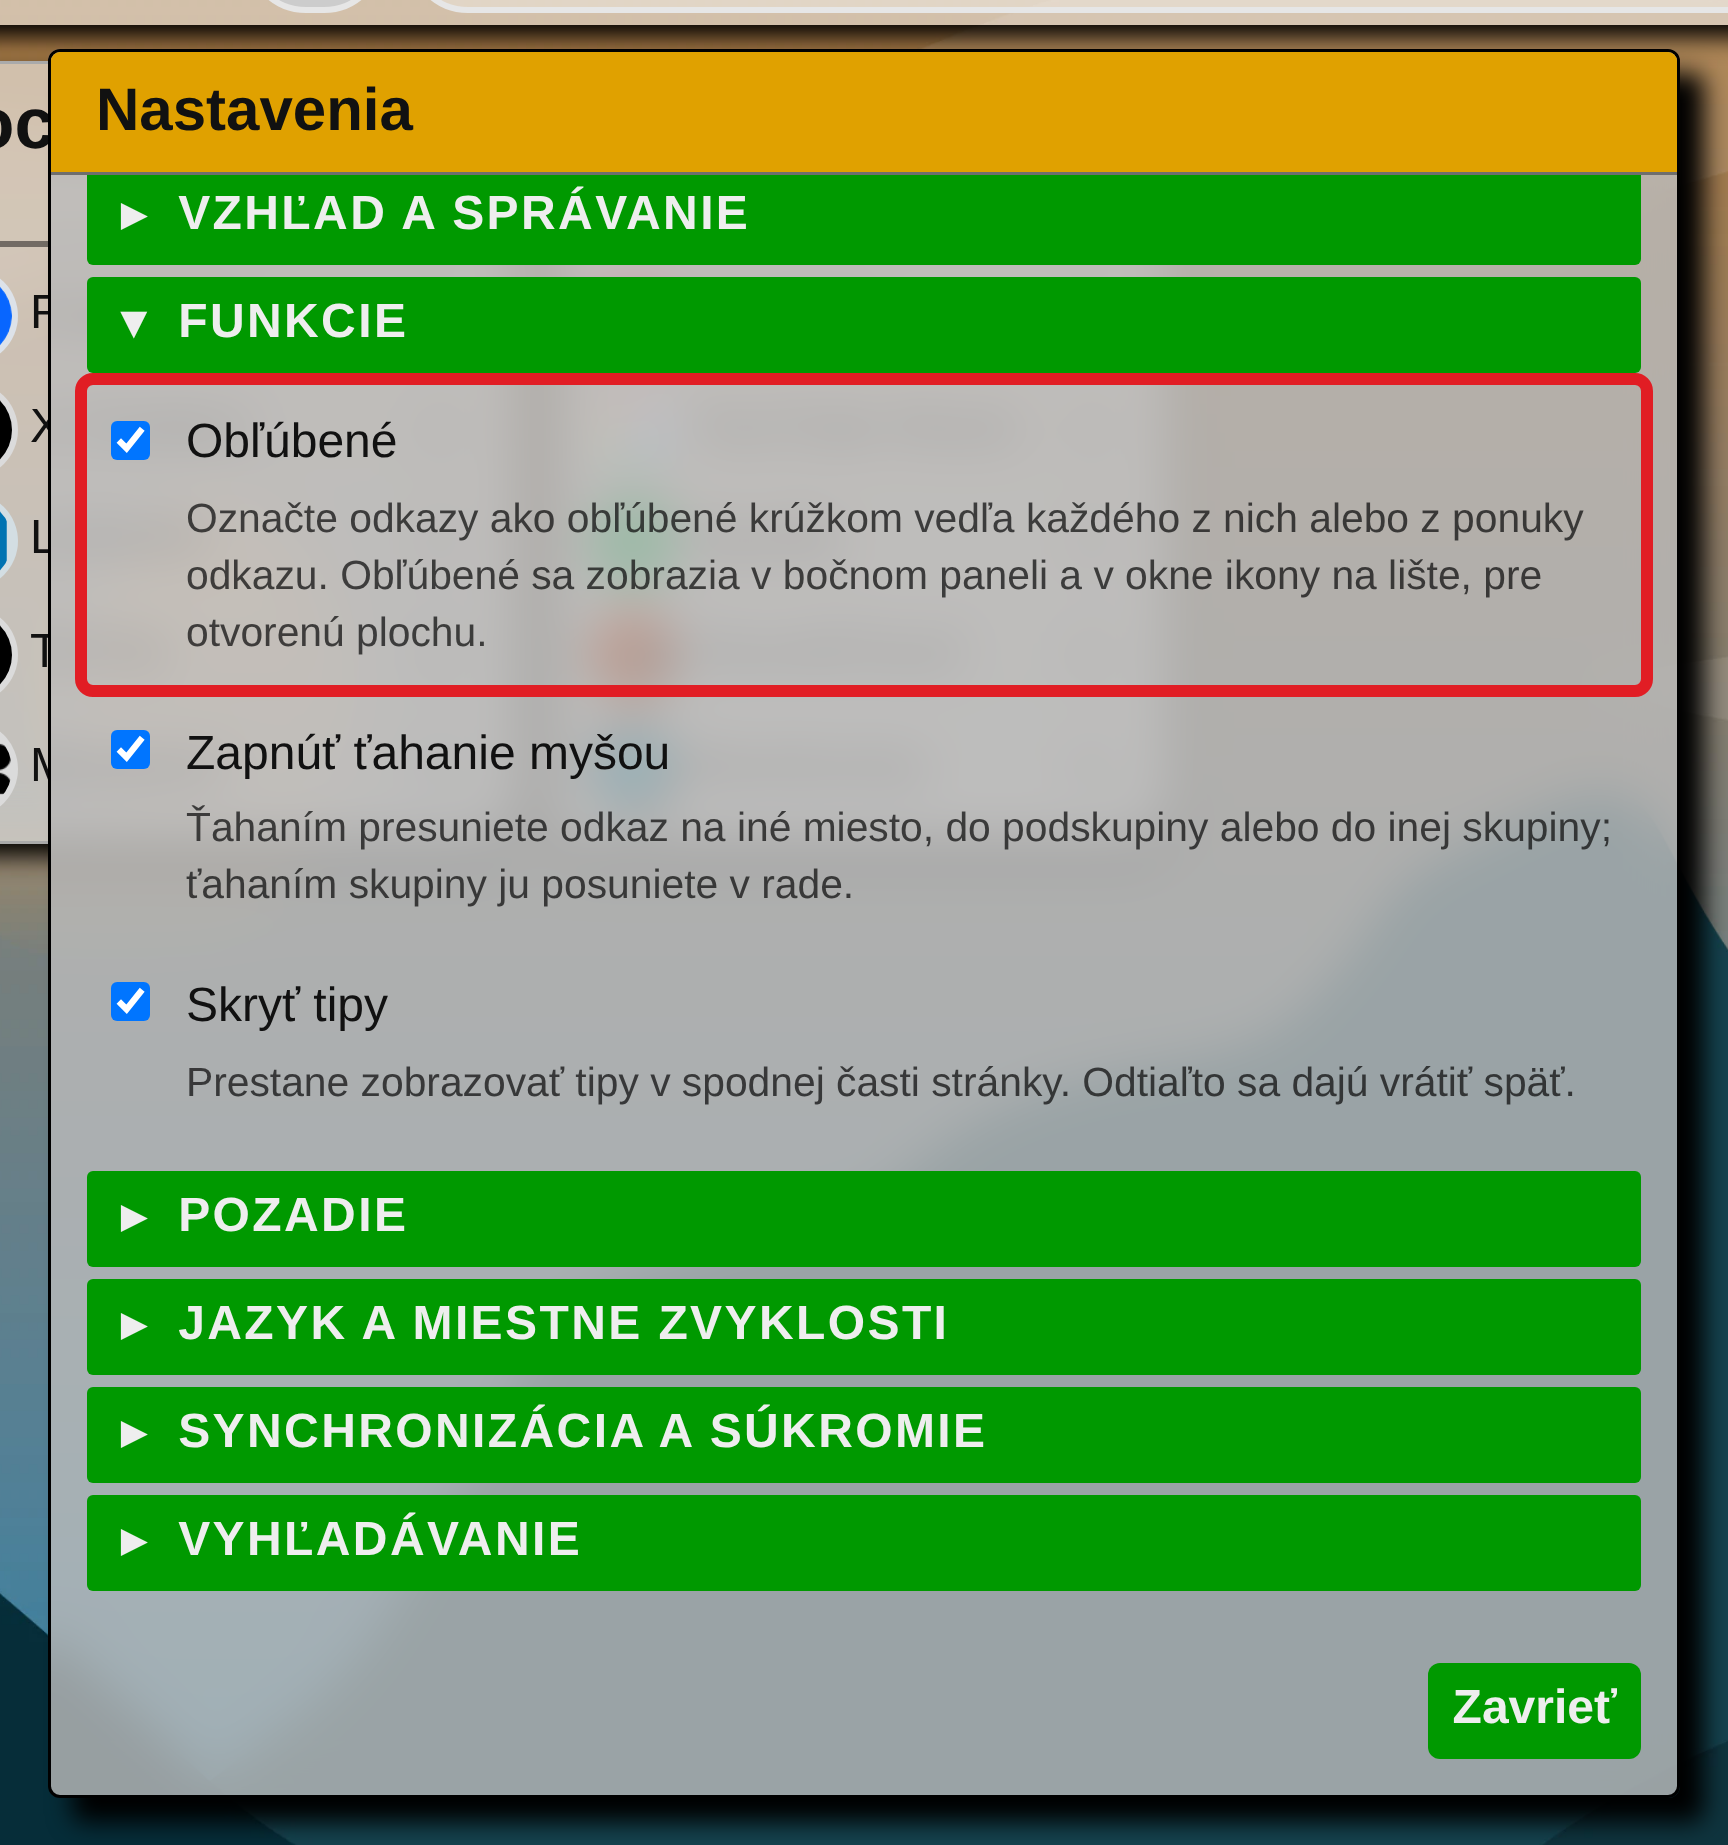 Nastavenia
► VZHĽAD A SPRÁVANIE
▼ FUNKCIE
Obľúbené
Označte odkazy ako obľúbené krúžkom vedľa každého z nich alebo z ponuky
odkazu. Obľúbené sa zobrazia v bočnom paneli a v okne ikony na lište, pre
otvorenú plochu.
Zapnúť ťahanie myšou
Ťahaním presuniete odkaz na iné miesto, do podskupiny alebo do inej skupiny;
ťahaním skupiny ju posuniete v rade.
Skryť tipy
Prestane zobrazovať tipy v spodnej časti stránky. Odtiaľto sa dajú vrátiť späť.
► POZADIE
► JAZYK A MIESTNE ZVYKLOSTI
► SYNCHRONIZÁCIA A SÚKROMIE
► VYHĽADÁVANIE
Zavrieť